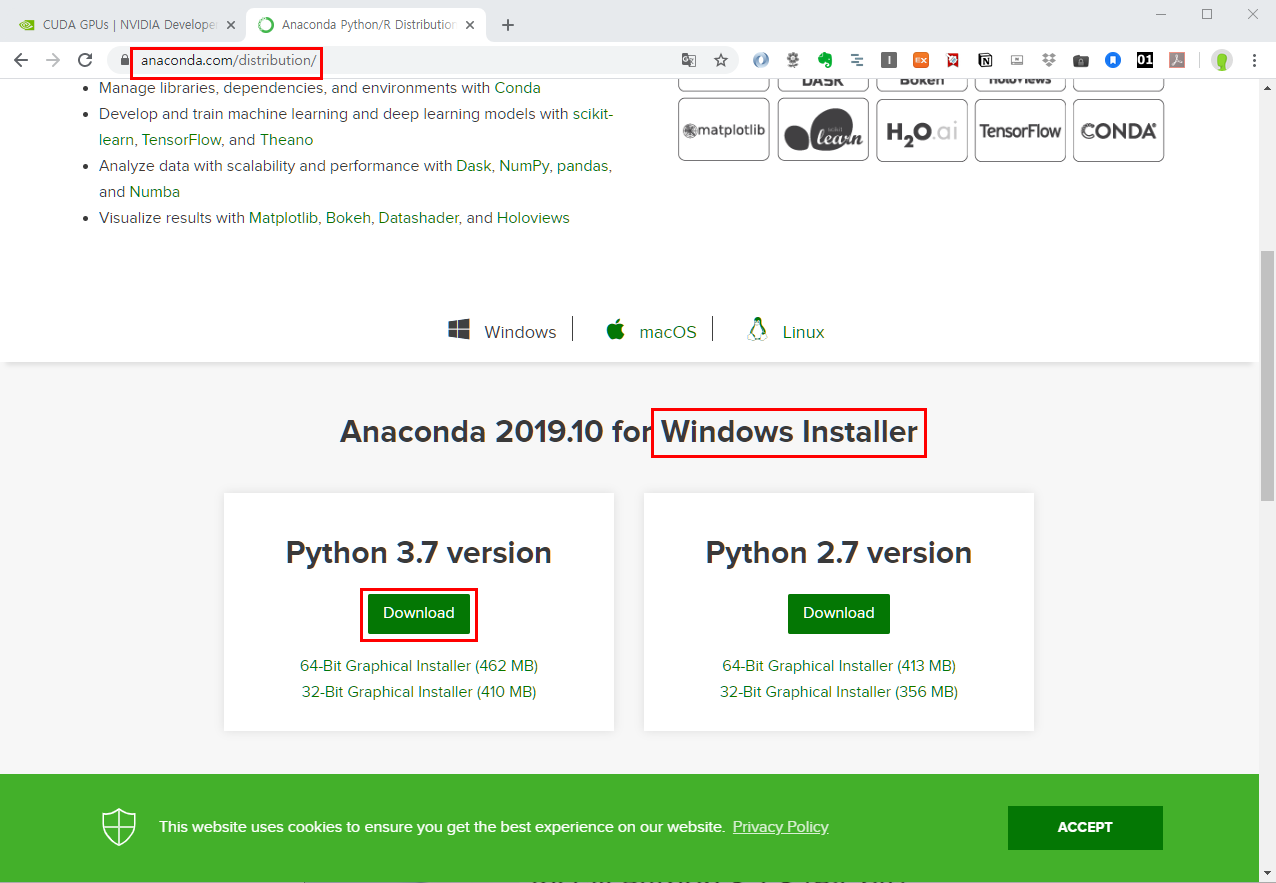 CUDA GPUs | NVIDIA Developer
Anaconda Python/R Distribution
anaconda.com/distribution/
01
Manage libraries, dependencies, and environments with Conda
Develop and train machine learning and deep learning models with scikit-
learn, TensorFlow, and Theano
Analyze data with scalability and performance with Dask, NumPy, pandas,
and Numba
Visualize results with Matplotlib, Bokeh, Datashader, and Holoviews
DASK
Bokeh
HoloViews
matplotlib
scikit
learn
H2O.ai
TensorFlow
CONDA
Windows
macOS
Linux
Anaconda 2019.10 for Windows Installer
Python 3.7 version
Download
64-Bit Graphical Installer (462 MB)
32-Bit Graphical Installer (410 MB)
Python 2.7 version
Download
64-Bit Graphical Installer (413 MB)
32-Bit Graphical Installer (356 MB)
This website uses cookies to ensure you get the best experience on our website. Privacy Policy
ACCEPT